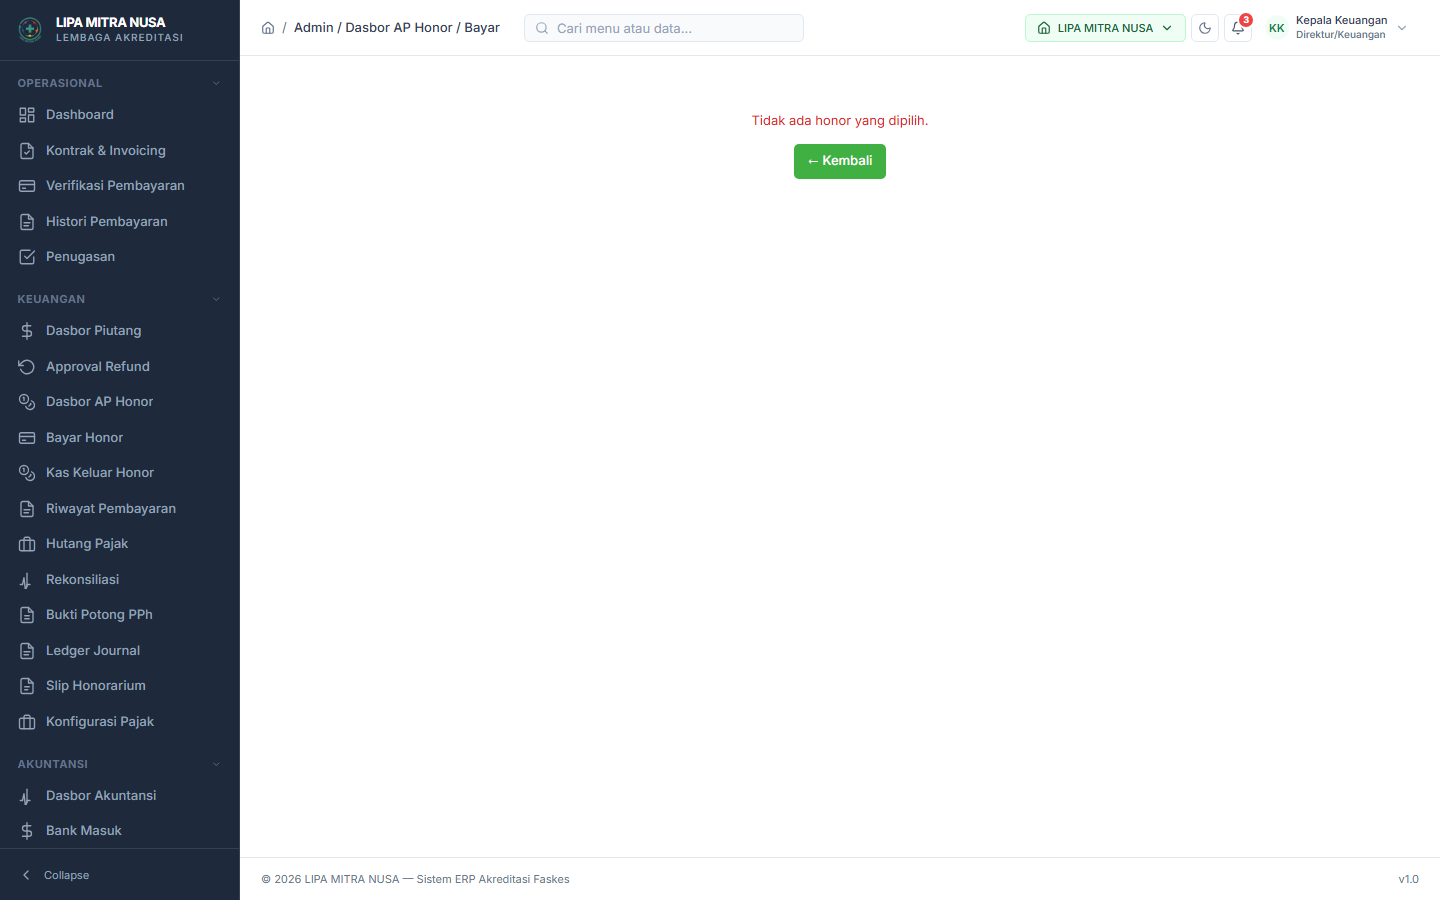 LIPA MITRA NUSA
LEMBAGA AKREDITASI
OPERASIONAL
Dashboard
Kontrak & Invoicing
Verifikasi Pembayaran
Histori Pembayaran
Penugasan
KEUANGAN
Dasbor Piutang
Approval Refund
Dasbor AP Honor
Bayar Honor
Kas Keluar Honor
Riwayat Pembayaran
Hutang Pajak
Rekonsiliasi
Bukti Potong PPh
Ledger Journal
Slip Honorarium
Konfigurasi Pajak
AKUNTANSI
Dasbor Akuntansi
Bank Masuk
Collapse
/ Admin / Dasbor AP Honor / Bayar
Cari menu atau data...
LIPA MITRA NUSA
3
KK
Kepala Keuangan
Direktur/Keuangan
Tidak ada honor yang dipilih.
← Kembali
© 2026 LIPA MITRA NUSA — Sistem ERP Akreditasi Faskes
v1.0